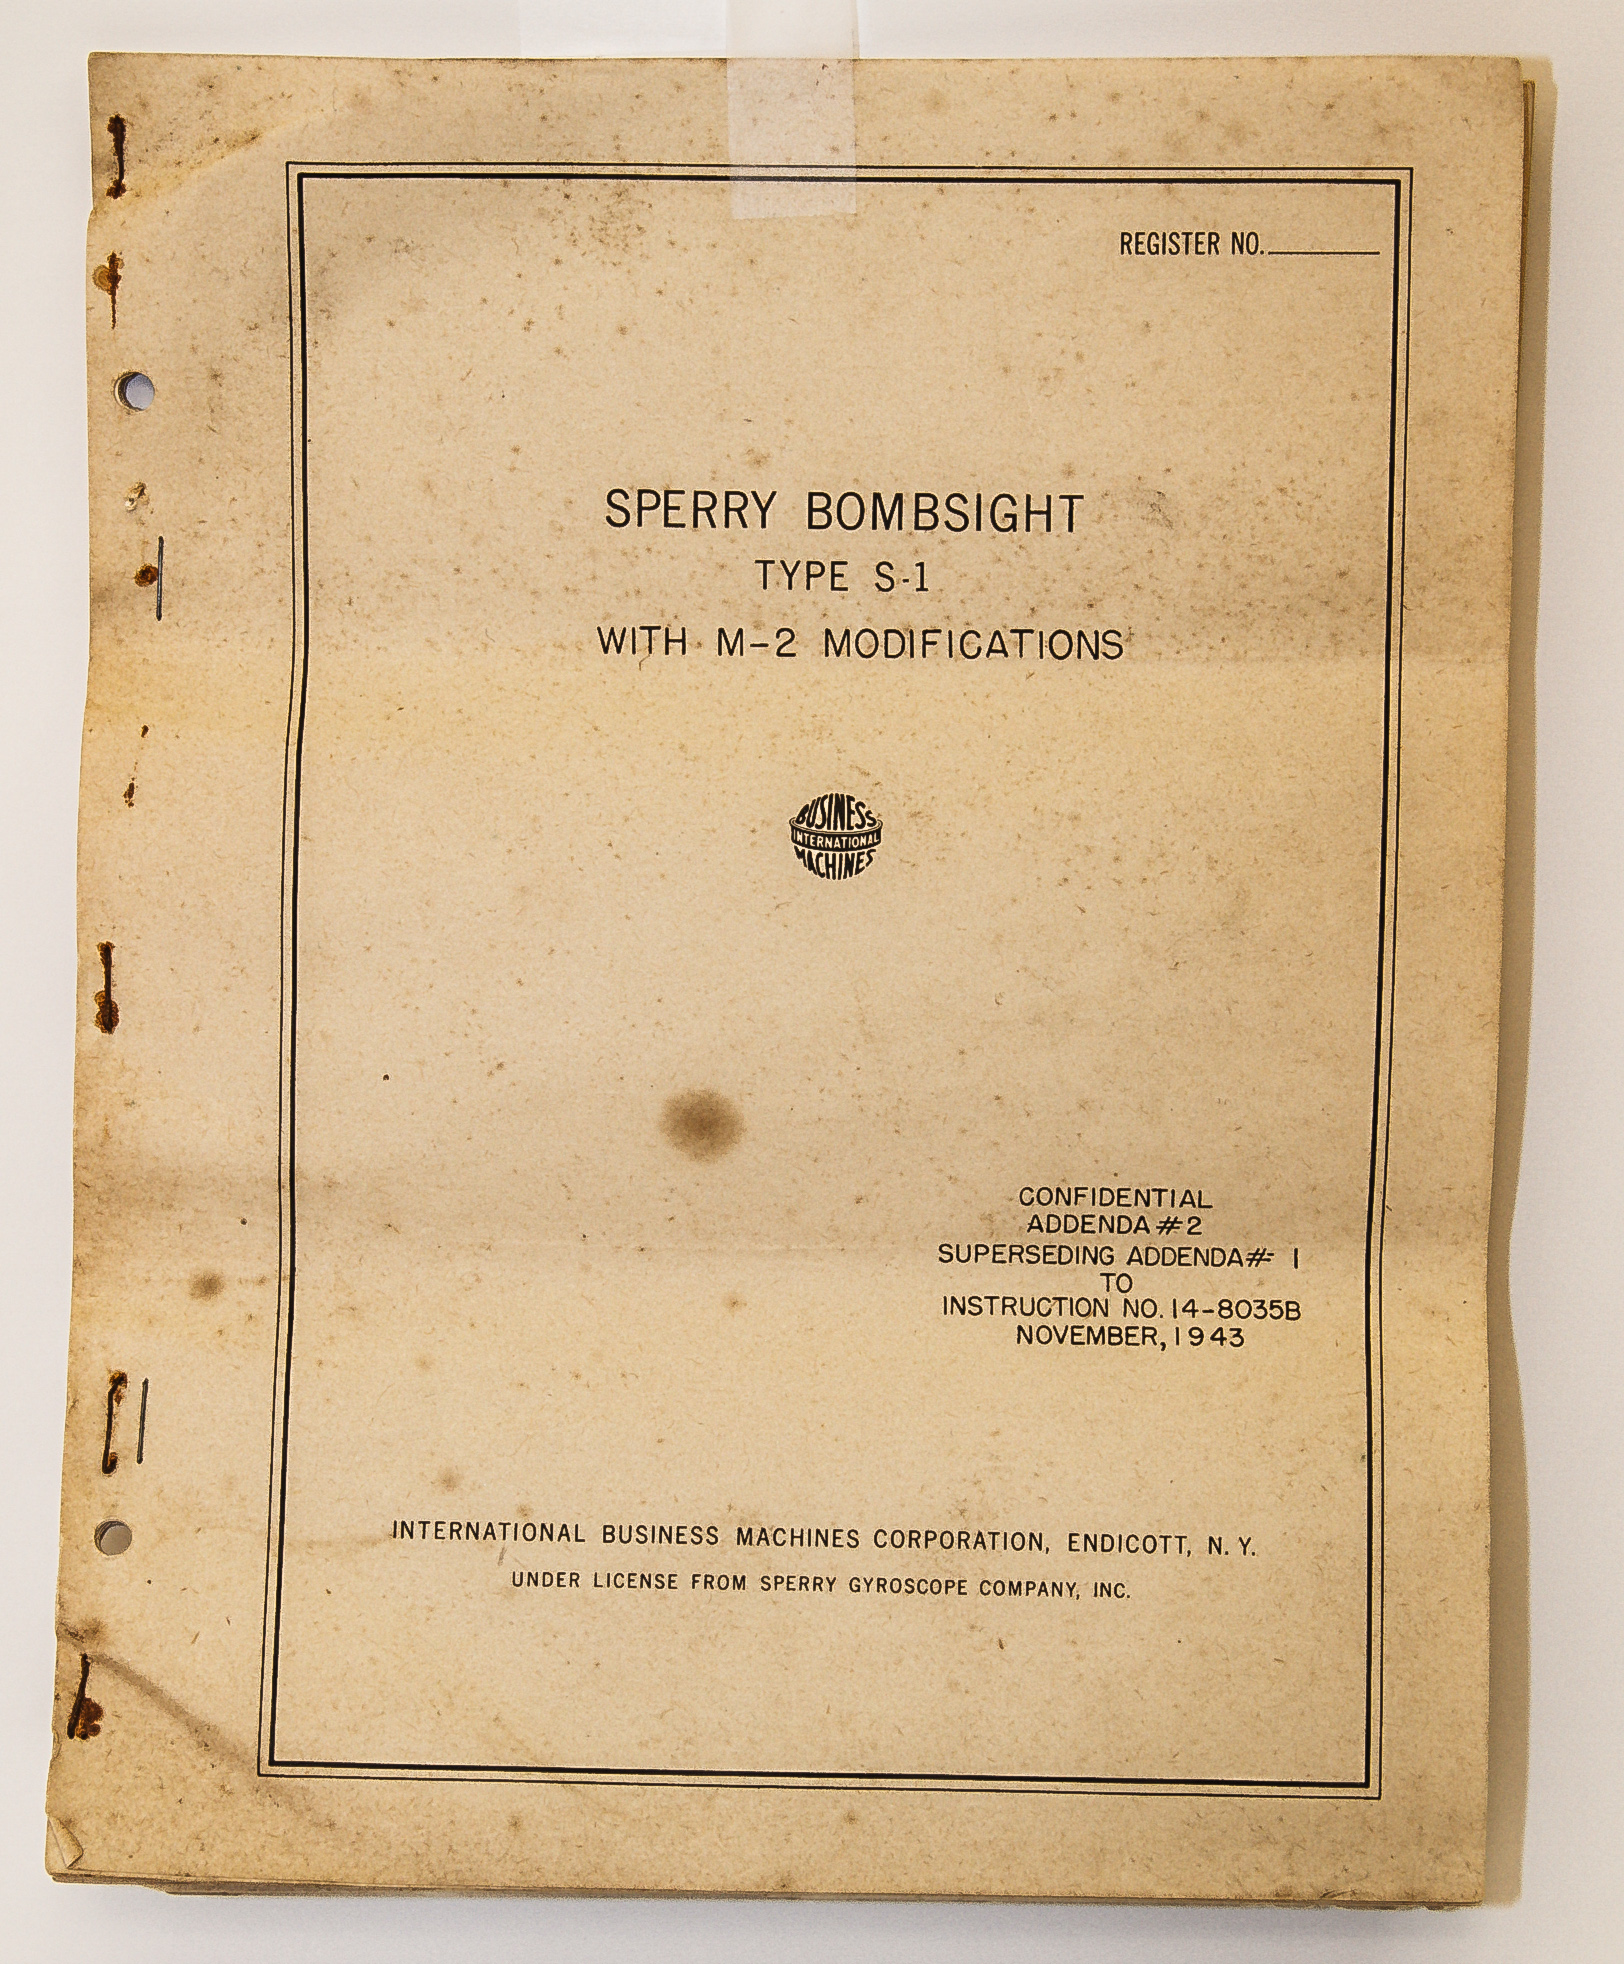 REGISTER NO.
SPERRY BOMBSIGHT
TYPE S-1
WITH M-2 MODIFICATIONS
BUSINESS
INTERNATIONAL
MACHINES
CONFIDENTIAL
ADDENDA #2
SUPERSEDING ADDENDA# 1
TO
INSTRUCTION NO. 14-8035B
NOVEMBER, 1943
INTERNATIONAL BUSINESS MACHINES CORPORATION, ENDICOTT, N. Y.
UNDER LICENSE FROM SPERRY GYROSCOPE COMPANY, INC.